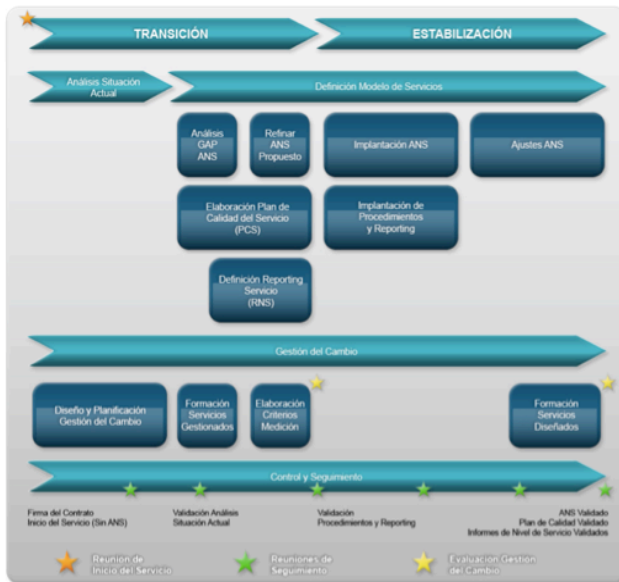 TRANSICIÓN
ESTABILIZACIÓN
Análisis Situación
Actual
Definición Modelo de Servicios
Análisis
GAP
ANS
Refinar
ANS
Propuesto
Implantación ANS
Ajustes ANS
Elaboración Plan de
Calidad del Servicio
(PCS)
Implantación de
Procedimientos
y Reporting
Definición Reporting
Servicio
(RNS)
Gestión del Cambio
Diseño y Planificación
Gestión del Cambio
Formación
Servicios
Gestionados
Elaboración
Criterios
Medición
Formación
Servicios
Diseñados
Control y Seguimiento
Firma del Contrato
Inicio del Servicio (Sin ANS)
Validación Análisis
Situación Actual
Validación
Procedimientos y Reporting
ANS Validado
Plan de Calidad Validado
Informes de Nivel de Servicio Validados
Reunión de
Inicio del Servicio
Reuniones de
Seguimiento
Evaluación Gestión
del Cambio